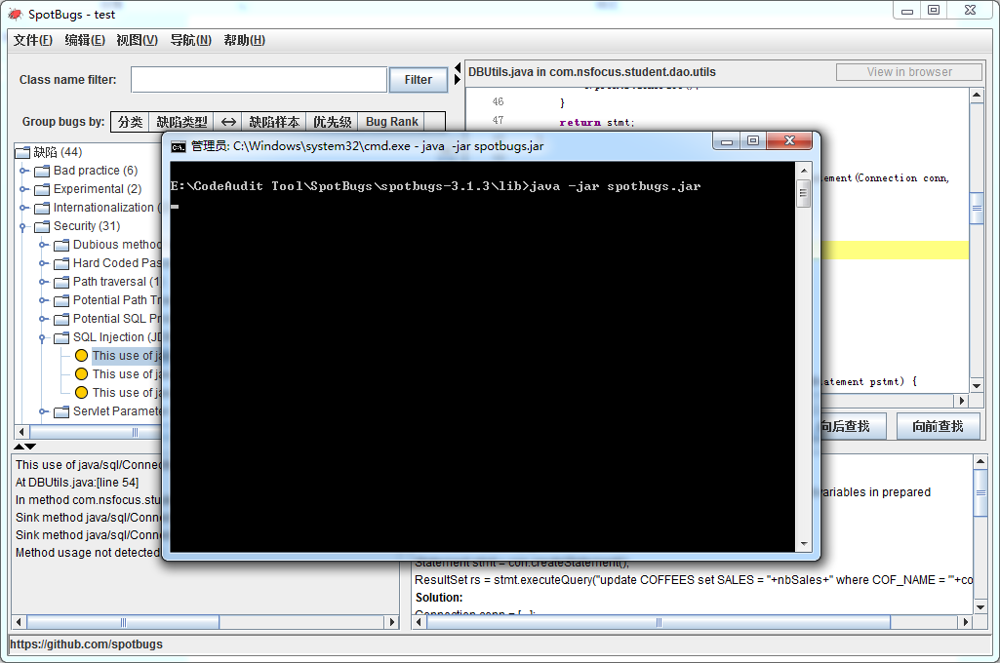 SpotBugs - test
文件(F) 编辑(E) 视图(V) 导航(N) 帮助(H)
Class name filter:
Filter
Group bugs by:
分类 缺陷类型 缺陷样本 优先级 Bug Rank
缺陷 (44)
Bad practice (6)
Experimental (2)
Internationalization (
Security (31)
Dubious method
Hard Coded Pas
Path traversal (1
Potential Path Tr
Potential SQL Pr
SQL Injection (JD
This use of ja
This use of ja
This use of ja
Servlet Paramete
DBUtils.java in com.nsfocus.student.dao.utils
View in browser
46 }
47 return stmt;
ement(Connection conn,
atement pstmt) {
管理员: C:\Windows\system32\cmd.exe - java -jar spotbugs.jar
E:\CodeAudit Tool\SpotBugs\spotbugs-3.1.3\lib>java -jar spotbugs.jar
向后查找 向前查找
This use of java/sql/Conne
At DBUtils.java:[line 54]
In method com.nsfocus.stu
Sink method java/sql/Conn
Sink method java/sql/Conn
Method usage not detected
variables in prepared
Statement stmt = con.createStatement();
ResultSet rs = stmt.executeQuery("update COFFEES set SALES = "+nbSales+" where COF_NAME = '"+co
Solution:
Connection conn = [...];
https://github.com/spotbugs